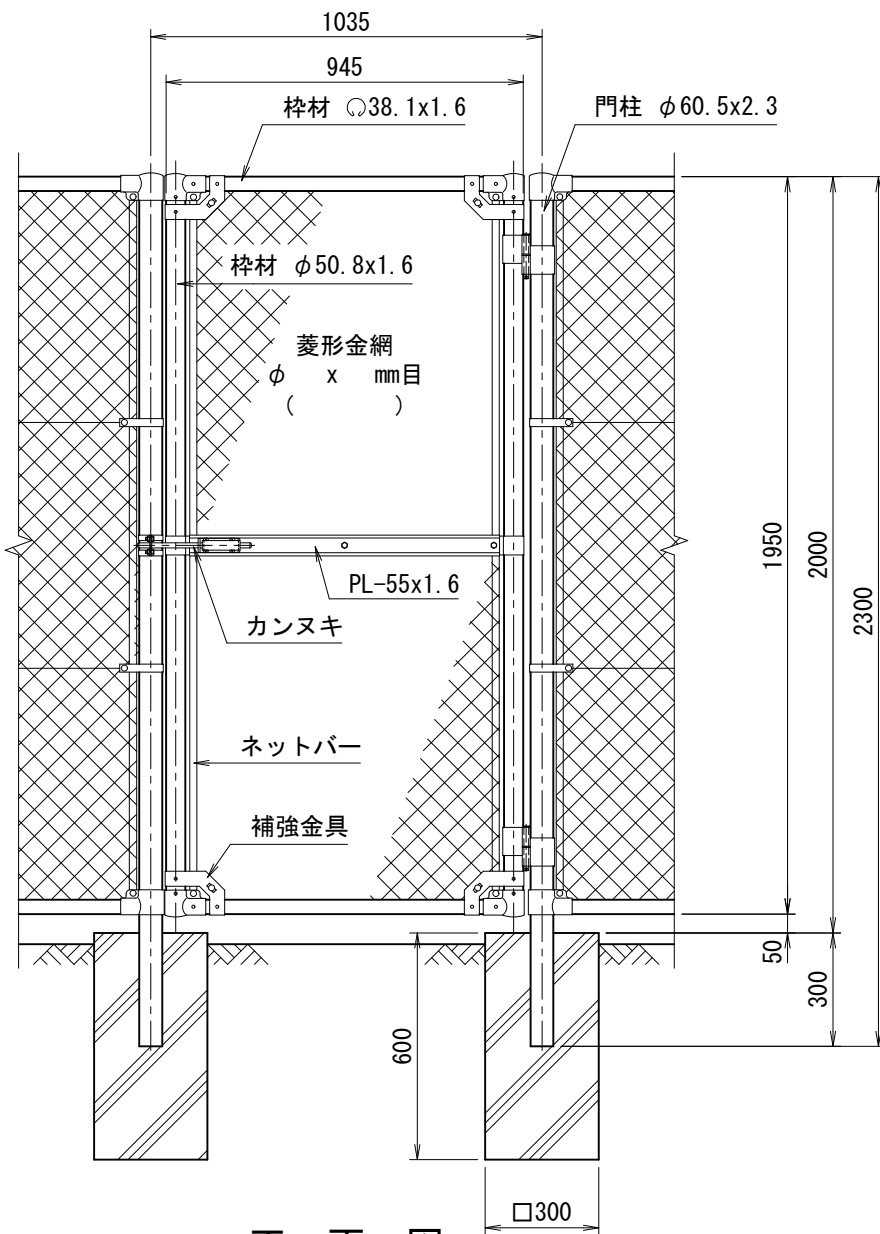 1035
945
枠材 38.1x1.6
門柱 φ60.5x2.3
枠材 φ50.8x1.6
菱形金網
φ x mm目
( )
1950
2000
2300
PL-55x1.6
カンヌキ
ネットバー
補強金具
50
300
600
□300